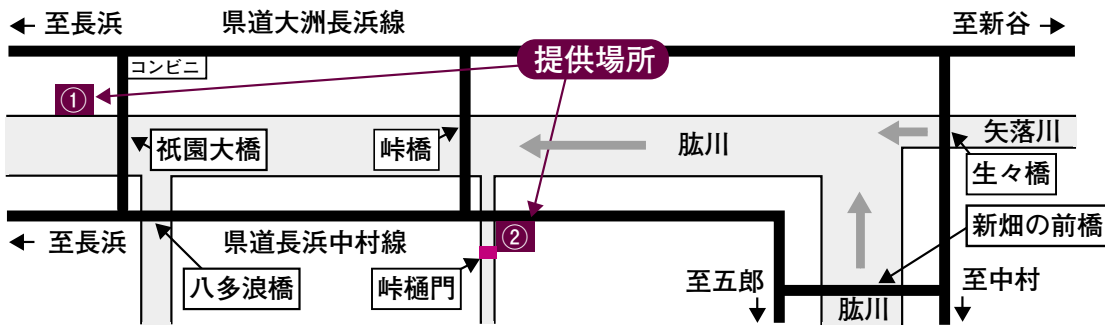 ← 至長浜
県道大洲長浜線
至新谷 →
コンビニ
提供場所
①
祇園大橋
峠橋
肱川
矢落川
生々橋
← 至長浜
県道長浜中村線
②
新畑の前橋
八多浪橋
峠樋門
至五郎
↓
肱川
至中村
↓